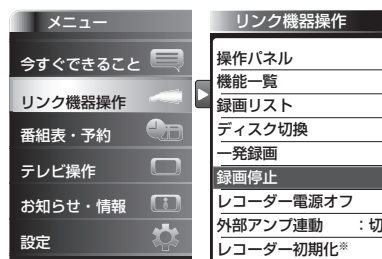 メニュー
今すぐできること
リンク機器操作
番組表・予約
テレビ操作
お知らせ・情報
設定
リンク機器操作
操作パネル
機能一覧
録画リスト
ディスク切換
一発録画
録画停止
レコーダー電源オフ
外部アンプ連動　：切
レコーダー初期化※